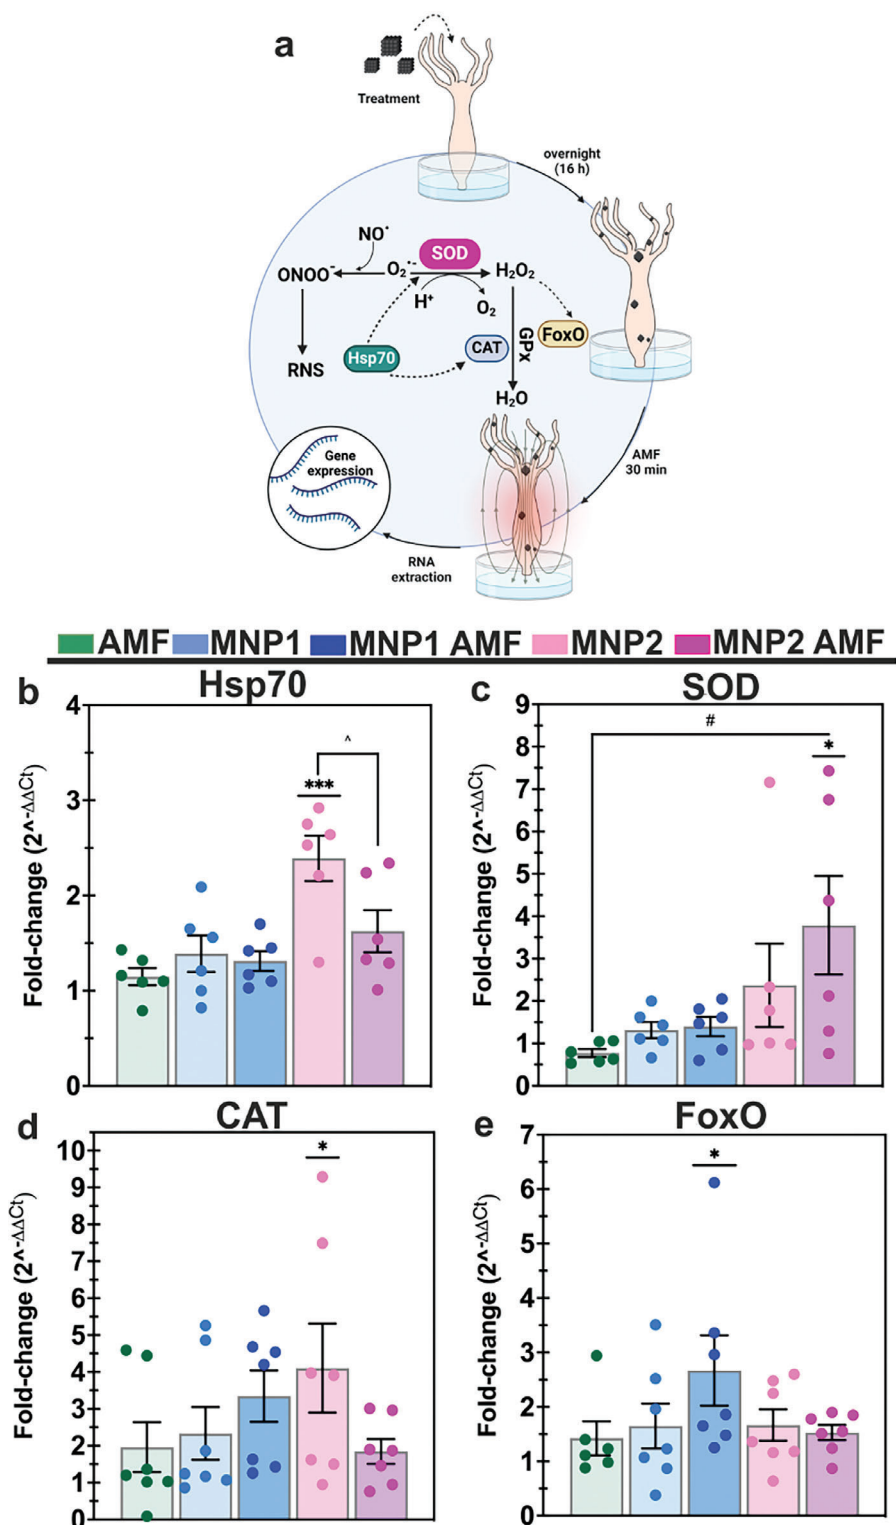 a
Treatment
overnight
(16 h)
NO•
SOD
ONOO⁻
O₂•⁻
H₂O₂
H⁺
O₂
Hsp70
CAT
GPx
FoxO
RNS
H₂O
Gene
expression
AMF
30 min
RNA
extraction
AMF MNP1 MNP1 AMF MNP2 MNP2 AMF
b
Hsp70
Fold-change (2^-ΔΔCt)
4
3
2
1
0
***
^
c
SOD
Fold-change (2^-ΔΔCt)
9
8
7
6
5
4
3
2
1
0
#
*
d
CAT
Fold-change (2^-ΔΔCt)
10
9
8
7
6
5
4
3
2
1
0
*
e
FoxO
Fold-change (2^-ΔΔCt)
7
6
5
4
3
2
1
0
*